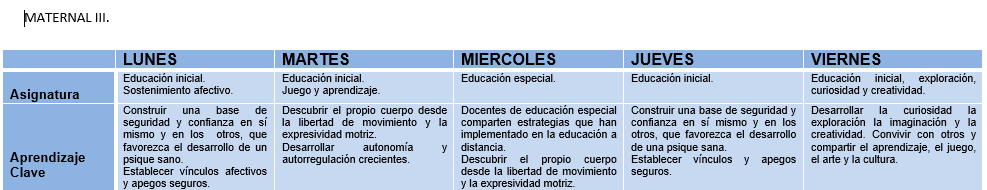 MATERNAL III.
LUNES MARTES MIERCOLES JUEVES VIERNES
Asignatura
Educación inicial.
Sostenimiento afectivo.
Educación inicial.
Juego y aprendizaje.
Educación especial.
Educación inicial.
Educación inicial, exploración,
curiosidad y creatividad.
Aprendizaje
Clave
Construir una base de
seguridad y confianza en sí
mismo y en los otros, que
favorezca el desarrollo de un
psique sano.
Establecer vínculos afectivos
y apegos seguros.
Descubrir el propio cuerpo desde
la libertad de movimiento y la
expresividad motriz.
Desarrollar autonomía y
autorregulación crecientes.
Docentes de educación especial
comparten estrategias que han
implementado en la educación a
distancia.
Descubrir el propio cuerpo
desde la libertad de movimiento
y la expresividad motriz.
Construir una base de seguridad y
confianza en sí mismo y en los
otros, que favorezca el desarrollo
de una psique sana.
Establecer vínculos y apegos
seguros.
Desarrollar la curiosidad la
exploración la imaginación y la
creatividad. Convivir con otros y
compartir el aprendizaje, el juego,
el arte y la cultura.